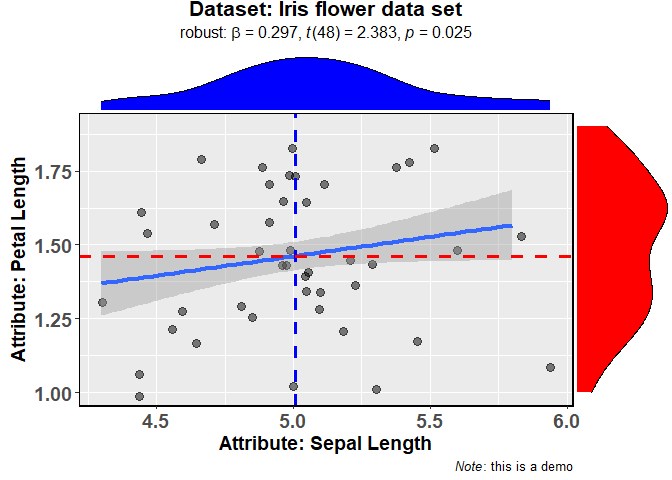 Dataset: Iris flower data set
robust: β = 0.297, t(48) = 2.383, p = 0.025
Attribute: Petal Length
1.75
1.50
1.25
1.00
4.5 5.0 5.5 6.0
Attribute: Sepal Length
Note: this is a demo